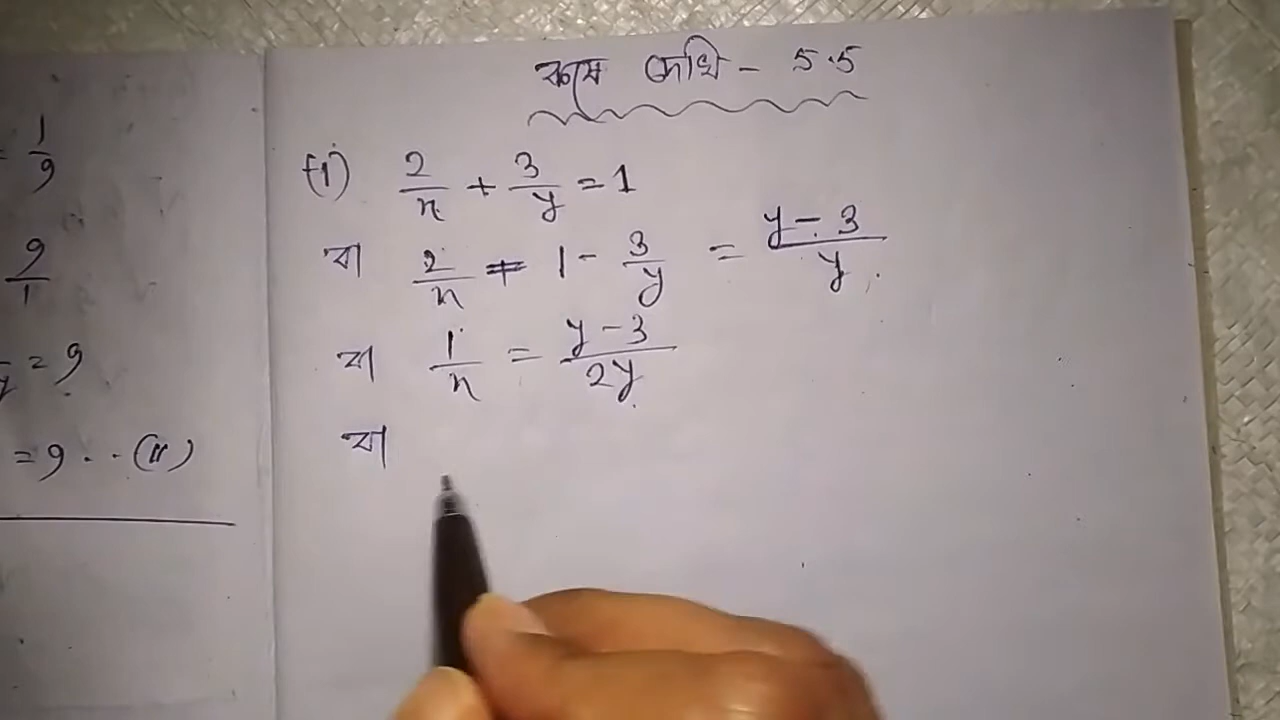 = 1/9
9/1
= 9
= 9 . . (ii)
কষে দেখি - 5.5
(i) 2/x + 3/y = 1
বা 2/x = 1 - 3/y = y - 3/y
বা 1/x = y - 3/2y
বা